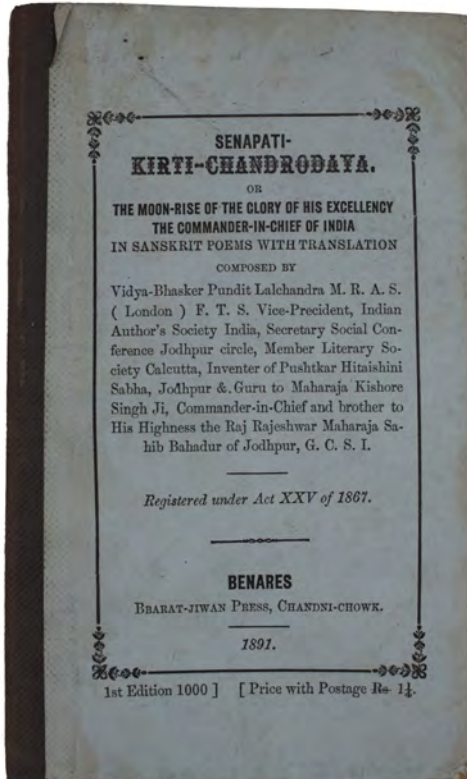 SENAPATI-
KIRTI-CHANDRODAYA.
OR
THE MOON-RISE OF THE GLORY OF HIS EXCELLENCY
THE COMMANDER-IN-CHIEF OF INDIA
IN SANSKRIT POEMS WITH TRANSLATION
COMPOSED BY
Vidya-Bhasker Pundit Lalchandra M. R. A. S.
( London ) F. T. S. Vice-Precident, Indian
Author's Society India, Secretary Social Con-
ference Jodhpur circle, Member Literary So-
ciety Calcutta, Inventer of Pushtkar Hitaishini
Sabha, Jodhpur &. Guru to Maharaja Kishore
Singh Ji, Commander-in-Chief and brother to
His Highness the Raj Rajeshwar Maharaja Sa-
hib Bahadur of Jodhpur, G. C. S. I.
Registered under Act XXV of 1867.
BENARES
BBARAT-JIWAN PRESS, CHANDNI-CHOWK.
1891.
1st Edition 1000 ] [ Price with Postage Rs 1¼.